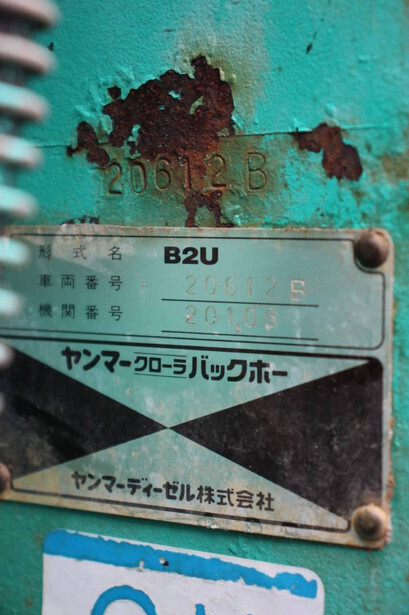 20612B
形式名 B2U
車両番号 20612B
機関番号 20103
ヤンマークローラバックホー
ヤンマーディーゼル株式会社